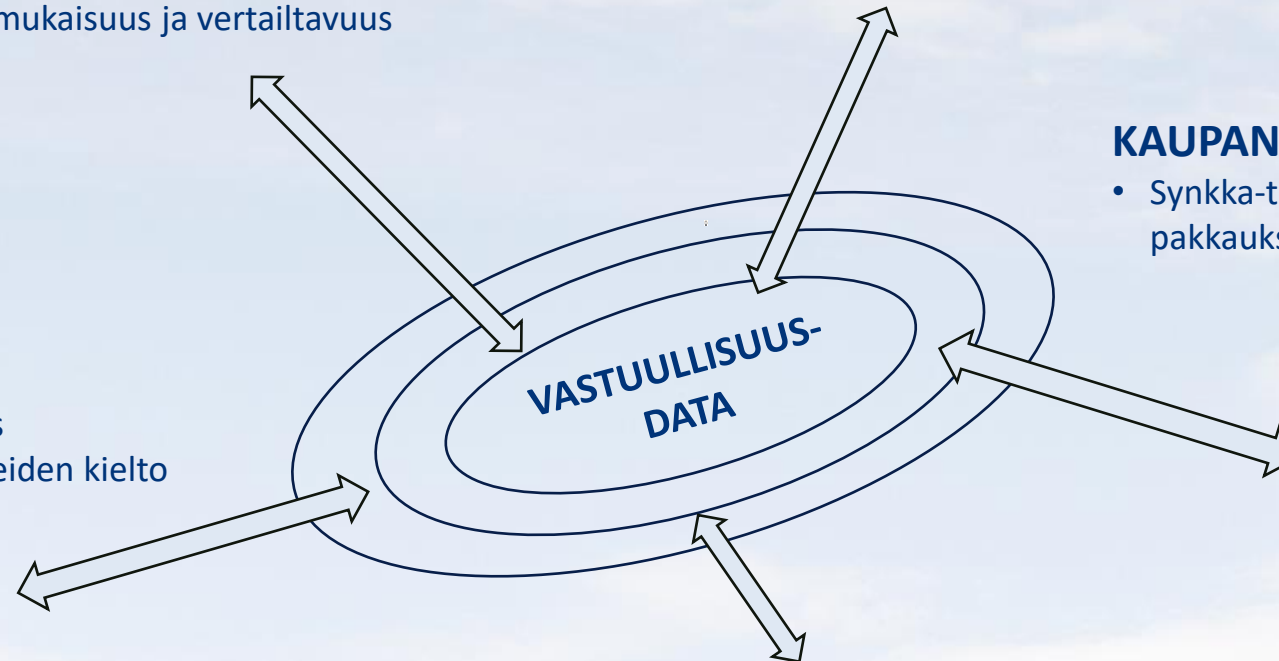 mukaisuus ja vertailtavuus
KAUPAN
• Synkka-t
pakkauks
VASTUULLISUUS-
DATA
s
eiden kielto